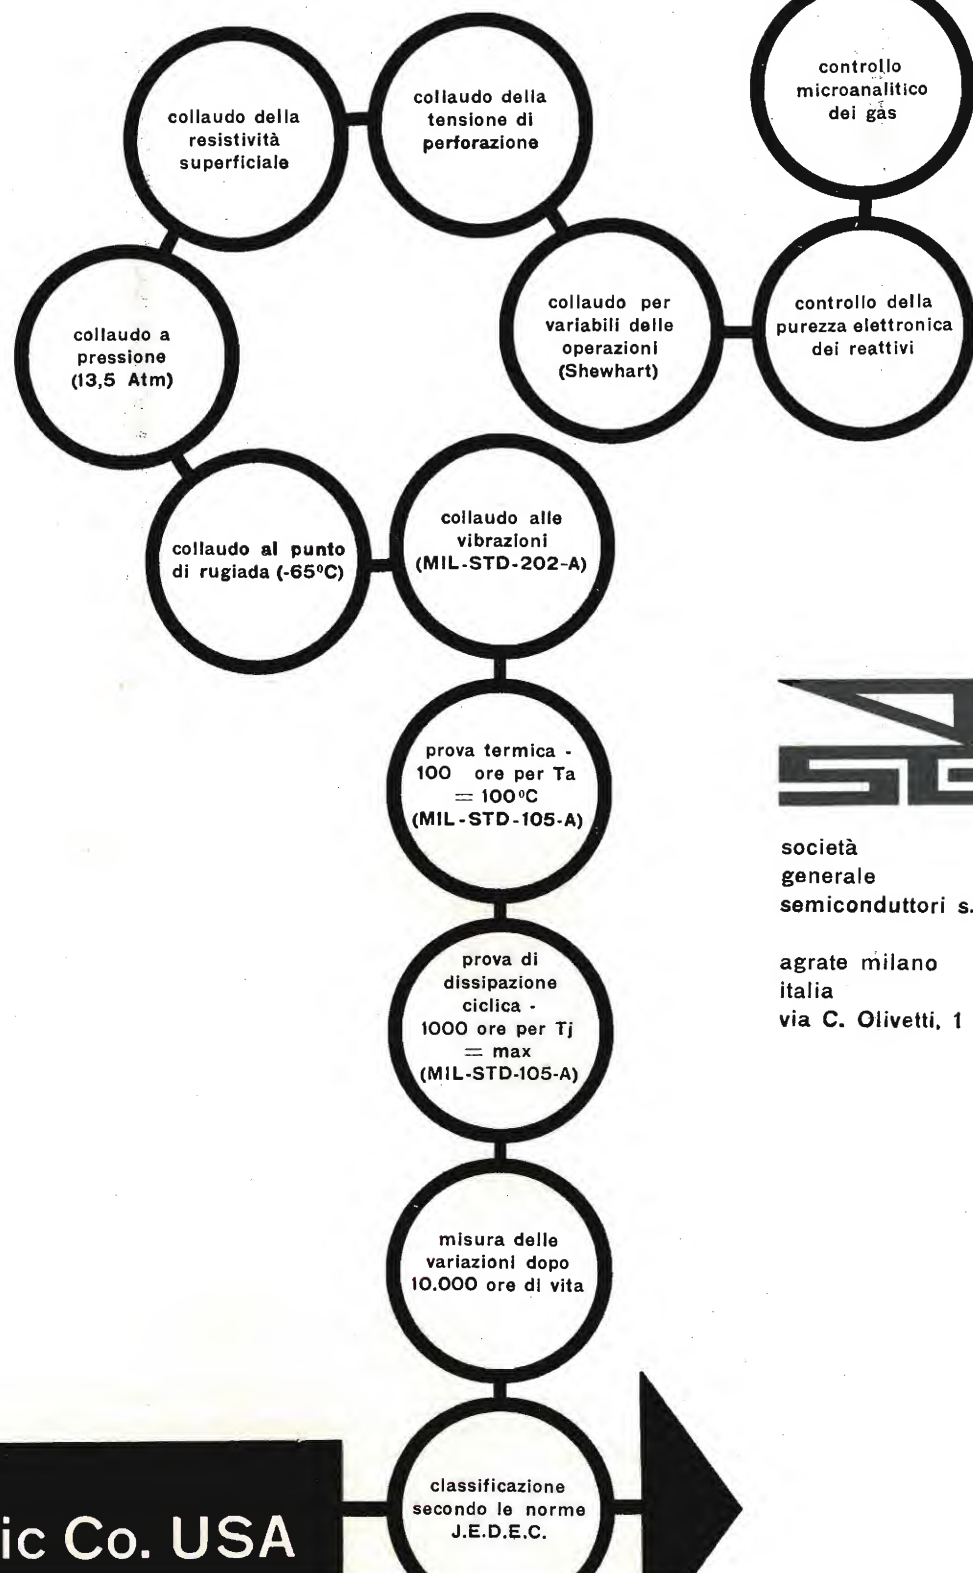 controllo
microanalitico
dei gas
controllo della
purezza elettronica
dei reattivi
collaudo per
variabili delle
operazioni
(Shewhart)
collaudo della
tensione di
perforazione
collaudo della
resistività
superficiale
collaudo a
pressione
(13,5 Atm)
collaudo al punto
di rugiada (-65°C)
collaudo alle
vibrazioni
(MIL-STD-202-A)
prova termica -
100 ore per Ta
= 100°C
(MIL-STD-105-A)
prova di
dissipazione
ciclica -
1000 ore per Tj
= max
(MIL-STD-105-A)
misura delle
variazioni dopo
10.000 ore di vita
classificazione
secondo le norme
J.E.D.E.C.
ic Co. USA
società
generale
semiconduttori s.
agrate milano
italia
via C. Olivetti, 1